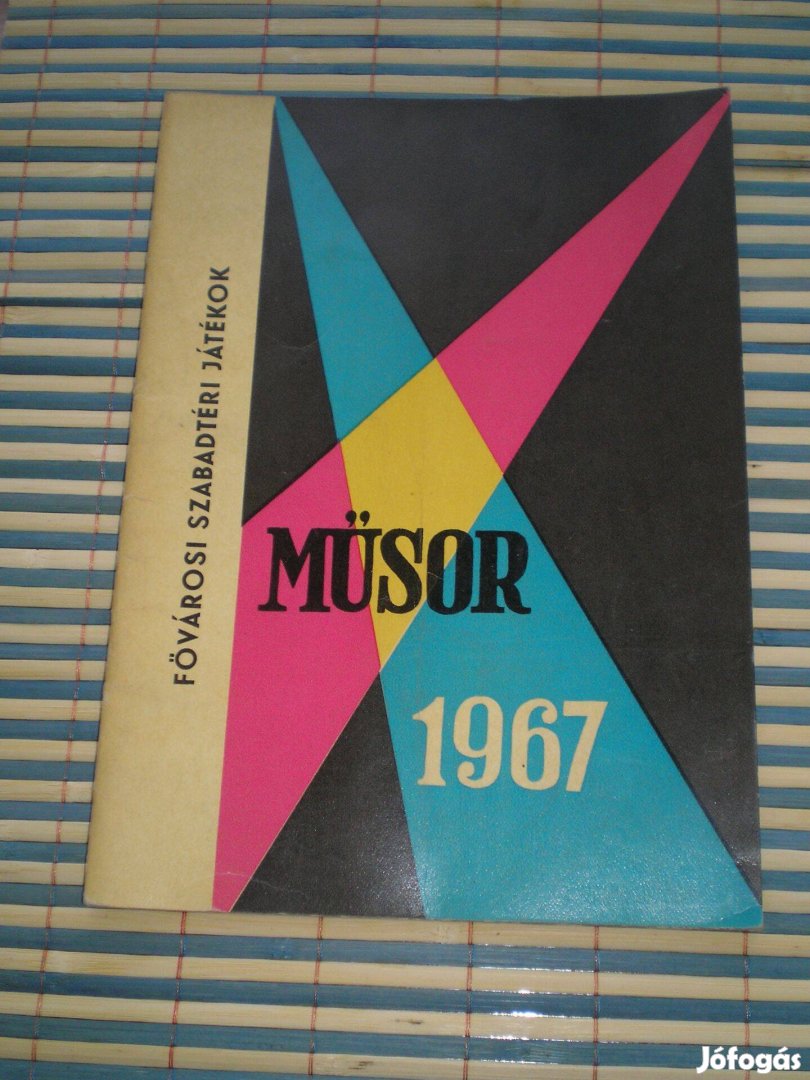 FŐVÁROSI SZABADTÉRI JÁTÉKOK
MŰSOR
1967
Jófogás